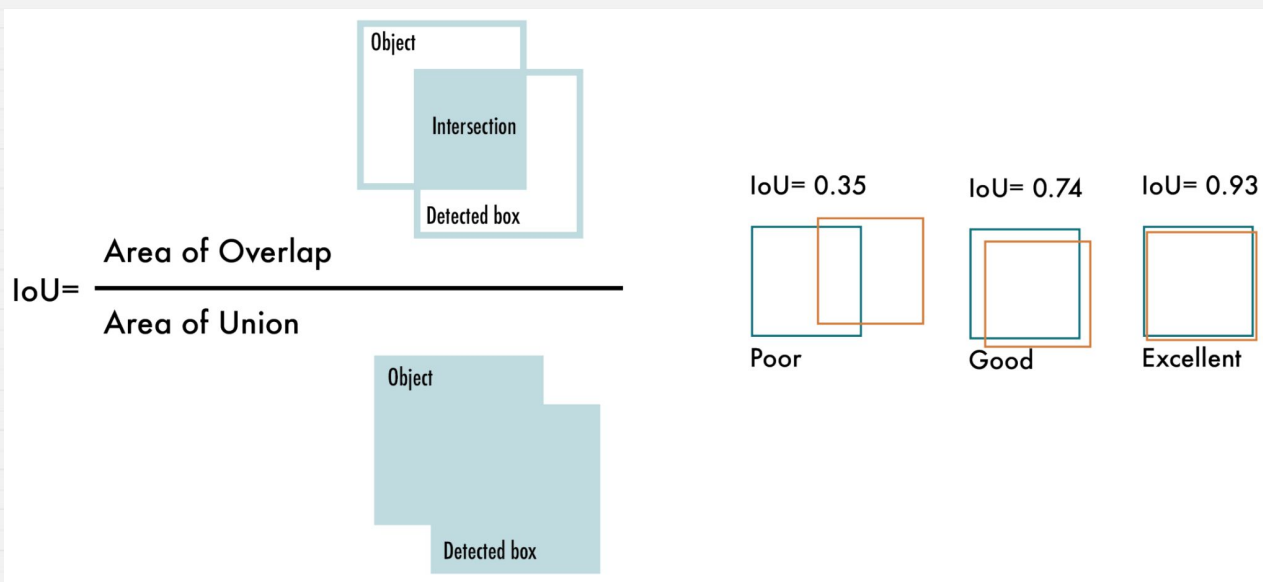 Object
Intersection
Detected box
IoU=
Area of Overlap
Area of Union
Object
Detected box
IoU= 0.35
Poor
IoU= 0.74
Good
IoU= 0.93
Excellent